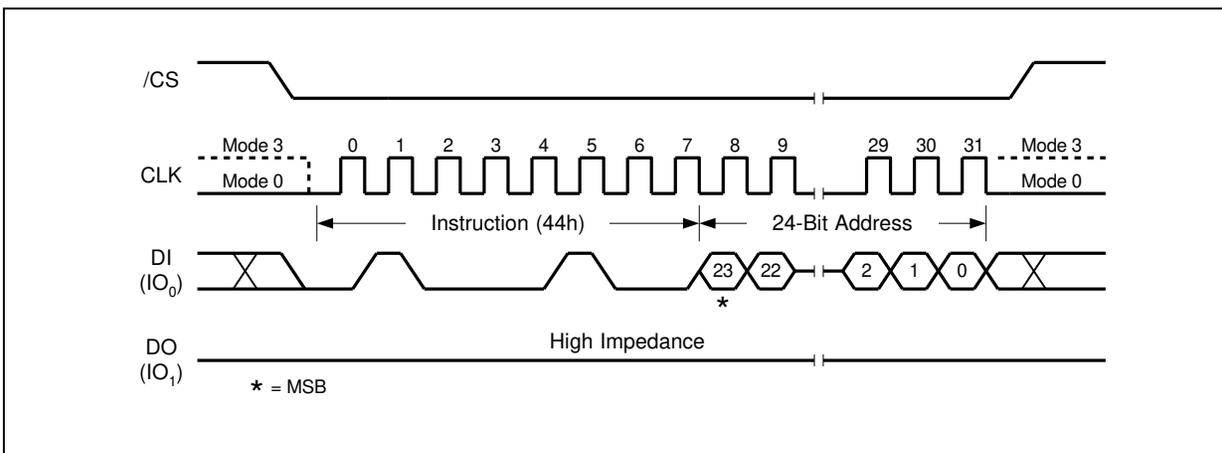 /CS
Mode 3 0 1 2 3 4 5 6 7 8 9 29 30 31 Mode 3
CLK
Mode 0 Mode 0
Instruction (44h) 24-Bit Address
DI
(IO0)
23 22 2 1 0
*
High Impedance
DO
(IO1)
* = MSB